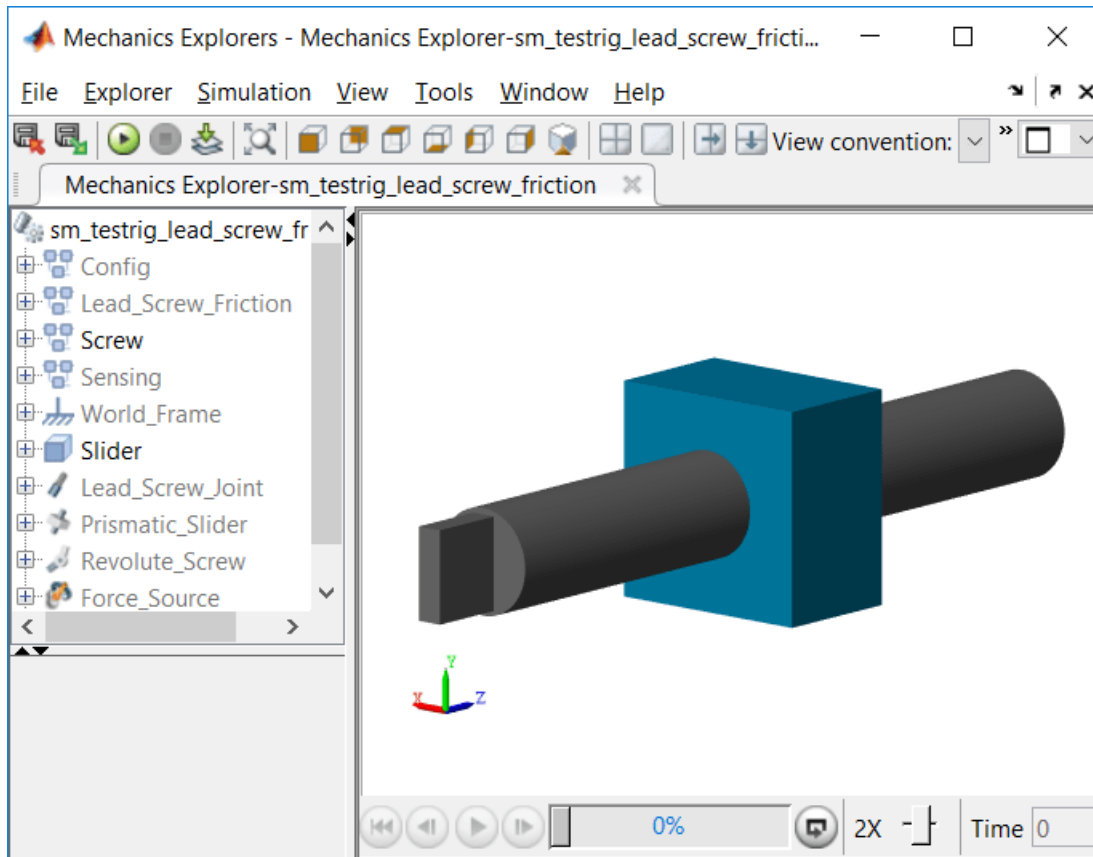 Mechanics Explorers - Mechanics Explorer-sm_testrig_lead_screw_fricti...
File Explorer Simulation View Tools Window Help
View convention: »
Mechanics Explorer-sm_testrig_lead_screw_friction
sm_testrig_lead_screw_fr
Config
Lead_Screw_Friction
Screw
Sensing
World_Frame
Slider
Lead_Screw_Joint
Prismatic_Slider
Revolute_Screw
Force_Source
Y
X
Z
0% 2X Time 0